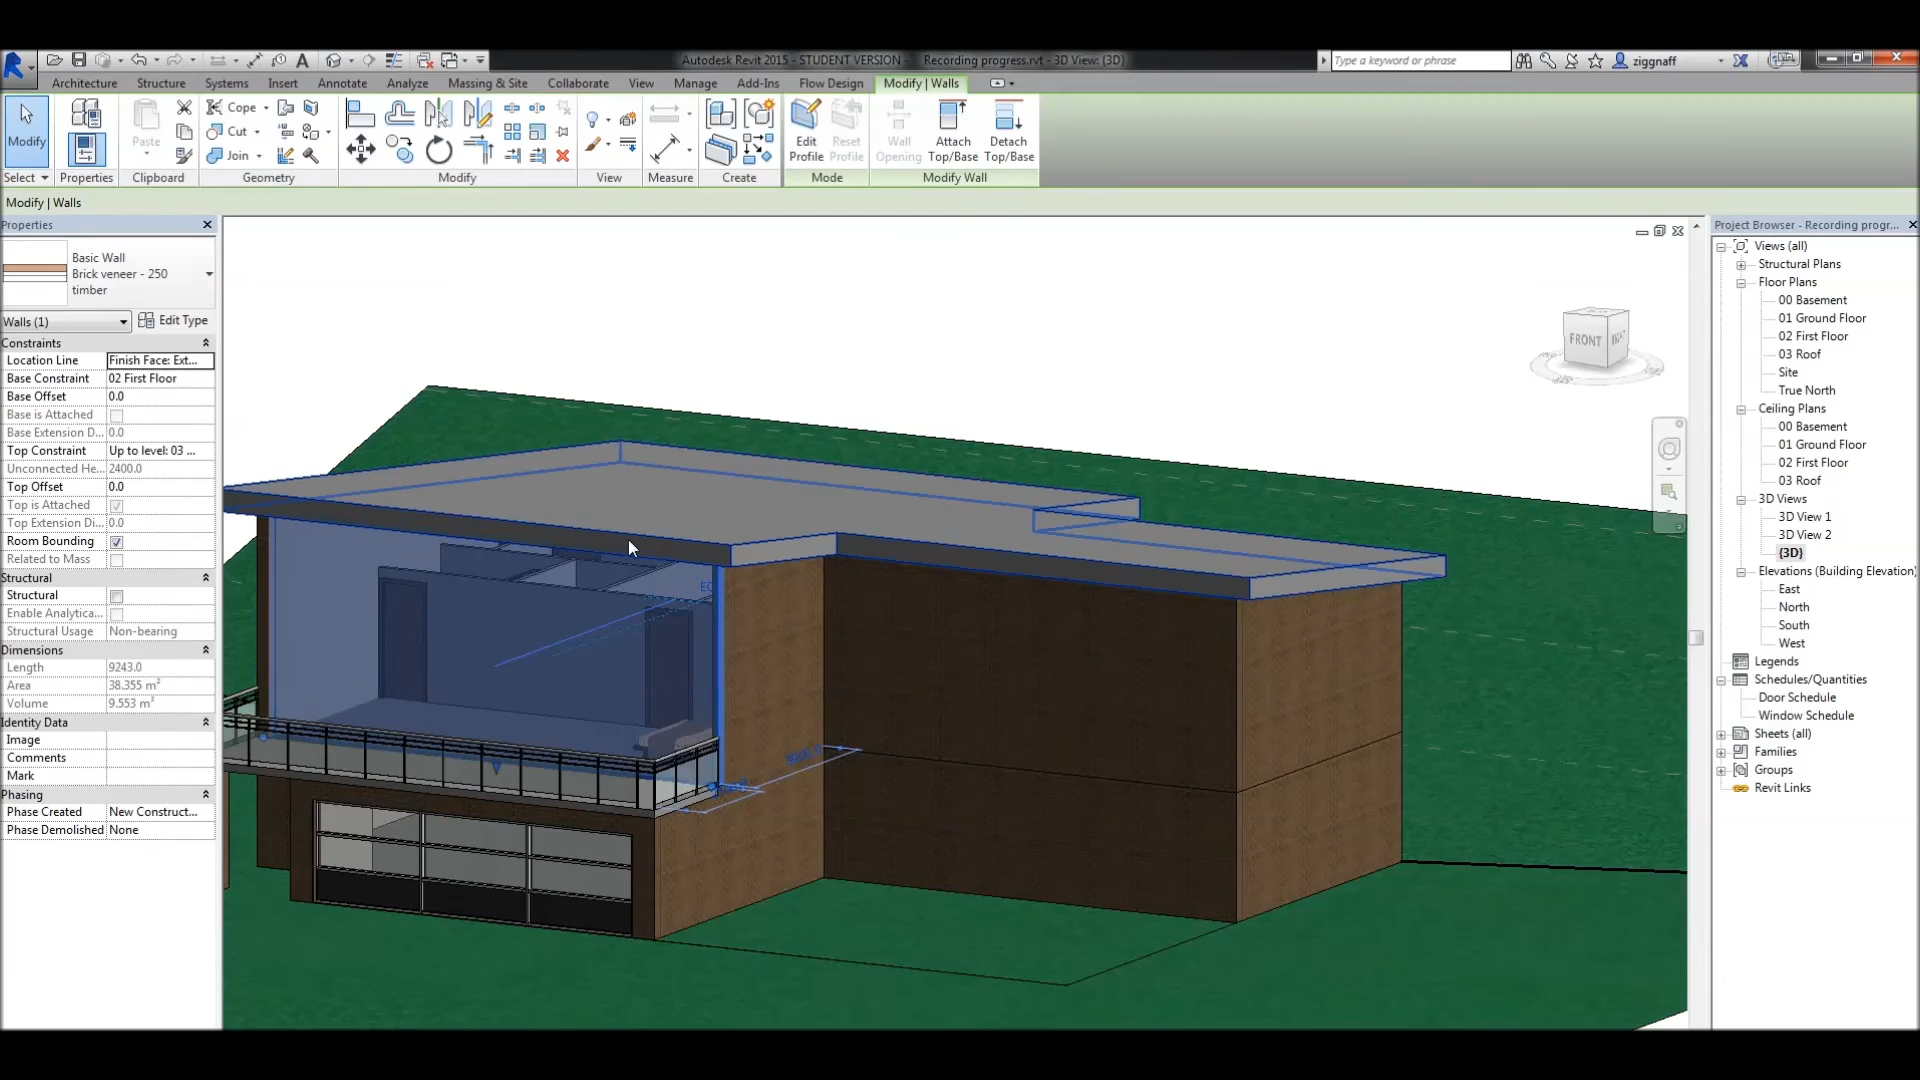 Autodesk Revit 2015 - STUDENT VERSION - Recording progress.rvt - 3D View: {3D}
Type a keyword or phrase
ziggnaff
Architecture Structure Systems Insert Annotate Analyze Massing & Site Collaborate View Manage Add-Ins Flow Design Modify | Walls
Modify
Paste
Cope
Cut
Join
Edit Profile
Reset Profile
Wall Opening
Attach Top/Base
Detach Top/Base
Select Properties Clipboard Geometry Modify View Measure Create Mode Modify Wall
Modify | Walls
Properties
Basic Wall
Brick veneer - 250
timber
Walls (1)
Edit Type
Constraints
Location Line Finish Face: Ext...
Base Constraint 02 First Floor
Base Offset 0.0
Base is Attached
Base Extension D... 0.0
Top Constraint Up to level: 03 ...
Unconnected He... 2400.0
Top Offset 0.0
Top is Attached
Top Extension Di... 0.0
Room Bounding
Related to Mass
Structural
Structural
Enable Analytica...
Structural Usage Non-bearing
Dimensions
Length 9243.0
Area 38.355 m²
Volume 9.553 m³
Identity Data
Image
Comments
Mark
Phasing
Phase Created New Construct...
Phase Demolished None
EQ
FRONT
Project Browser - Recording progr...
Views (all)
Structural Plans
Floor Plans
00 Basement
01 Ground Floor
02 First Floor
03 Roof
Site
True North
Ceiling Plans
00 Basement
01 Ground Floor
02 First Floor
03 Roof
3D Views
3D View 1
3D View 2
{3D}
Elevations (Building Elevation)
East
North
South
West
Legends
Schedules/Quantities
Door Schedule
Window Schedule
Sheets (all)
Families
Groups
Revit Links